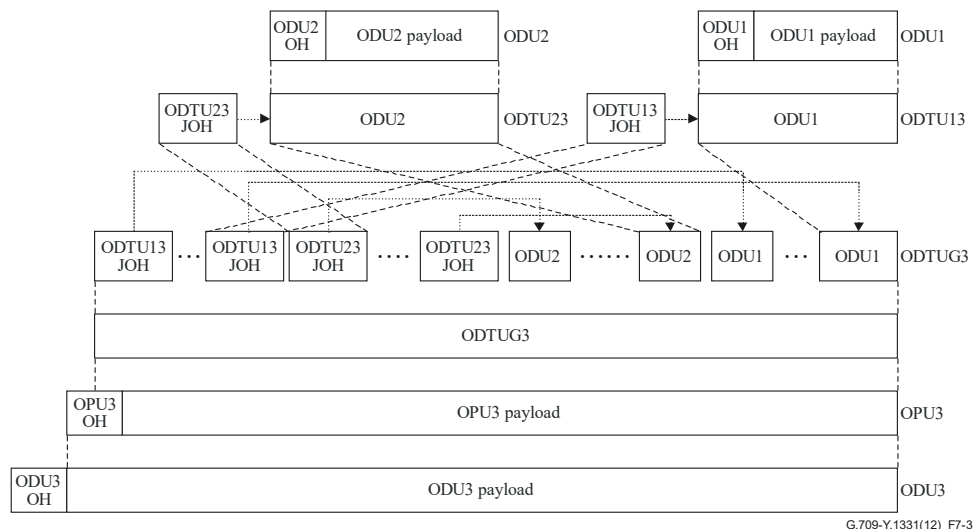 ODU2
OH
ODU2 payload
ODU2
ODU1
OH
ODU1 payload
ODU1
ODTU23
JOH
ODU2
ODTU23
ODTU13
JOH
ODU1
ODTU13
ODTU13
JOH
...
ODTU13
JOH
ODTU23
JOH
....
ODTU23
JOH
ODU2
......
ODU2
ODU1
...
ODU1
ODTUG3
ODTUG3
OPU3
OH
OPU3 payload
OPU3
ODU3
OH
ODU3 payload
ODU3
G.709-Y.1331(12)_F7-3